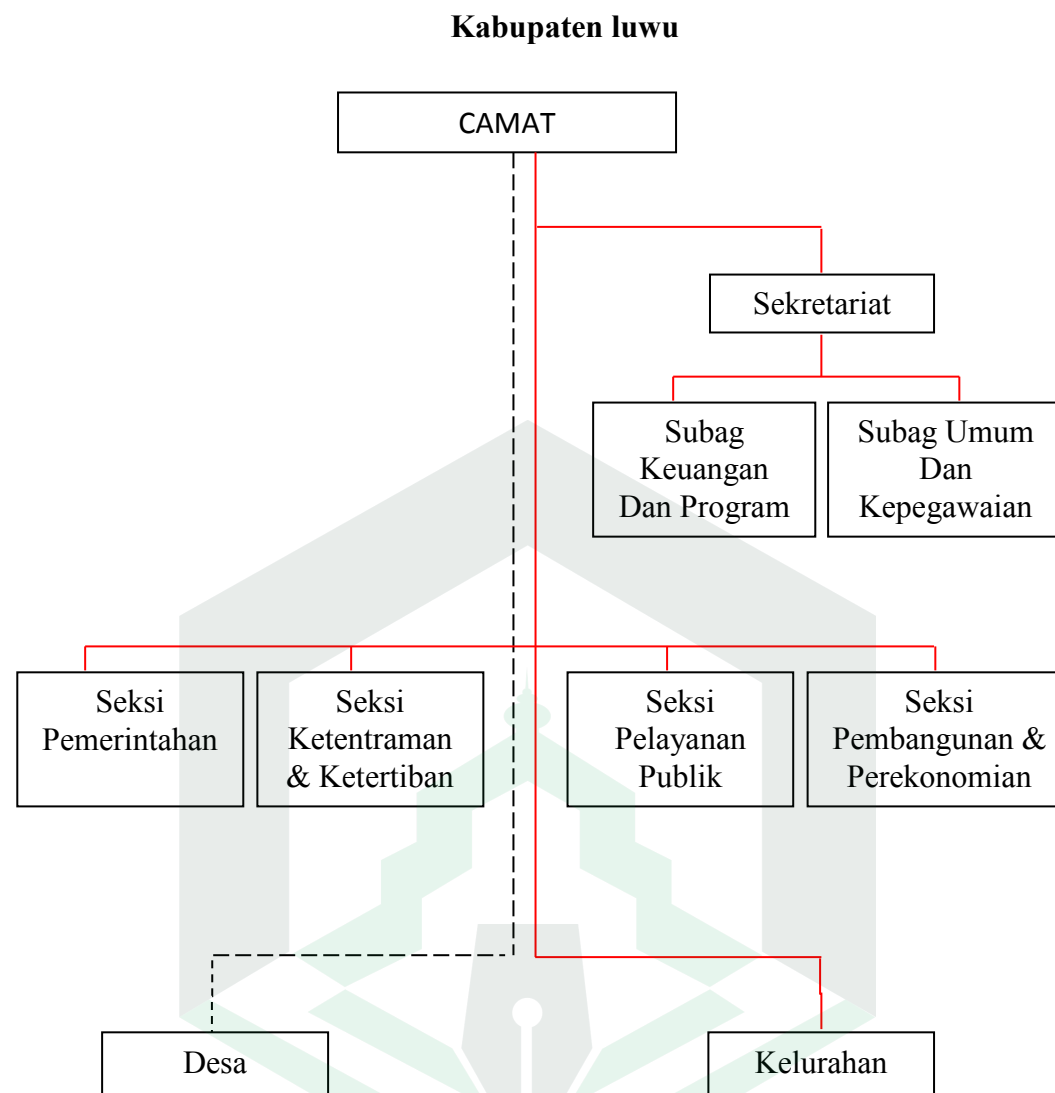 Kabupaten luwu
CAMAT
Sekretariat
Subag
Keuangan
Dan Program
Subag Umum
Dan
Kepegawaian
Seksi
Pemerintahan
Seksi
Ketentraman
& Ketertiban
Seksi
Pelayanan
Publik
Seksi
Pembangunan &
Perekonomian
Desa
Kelurahan